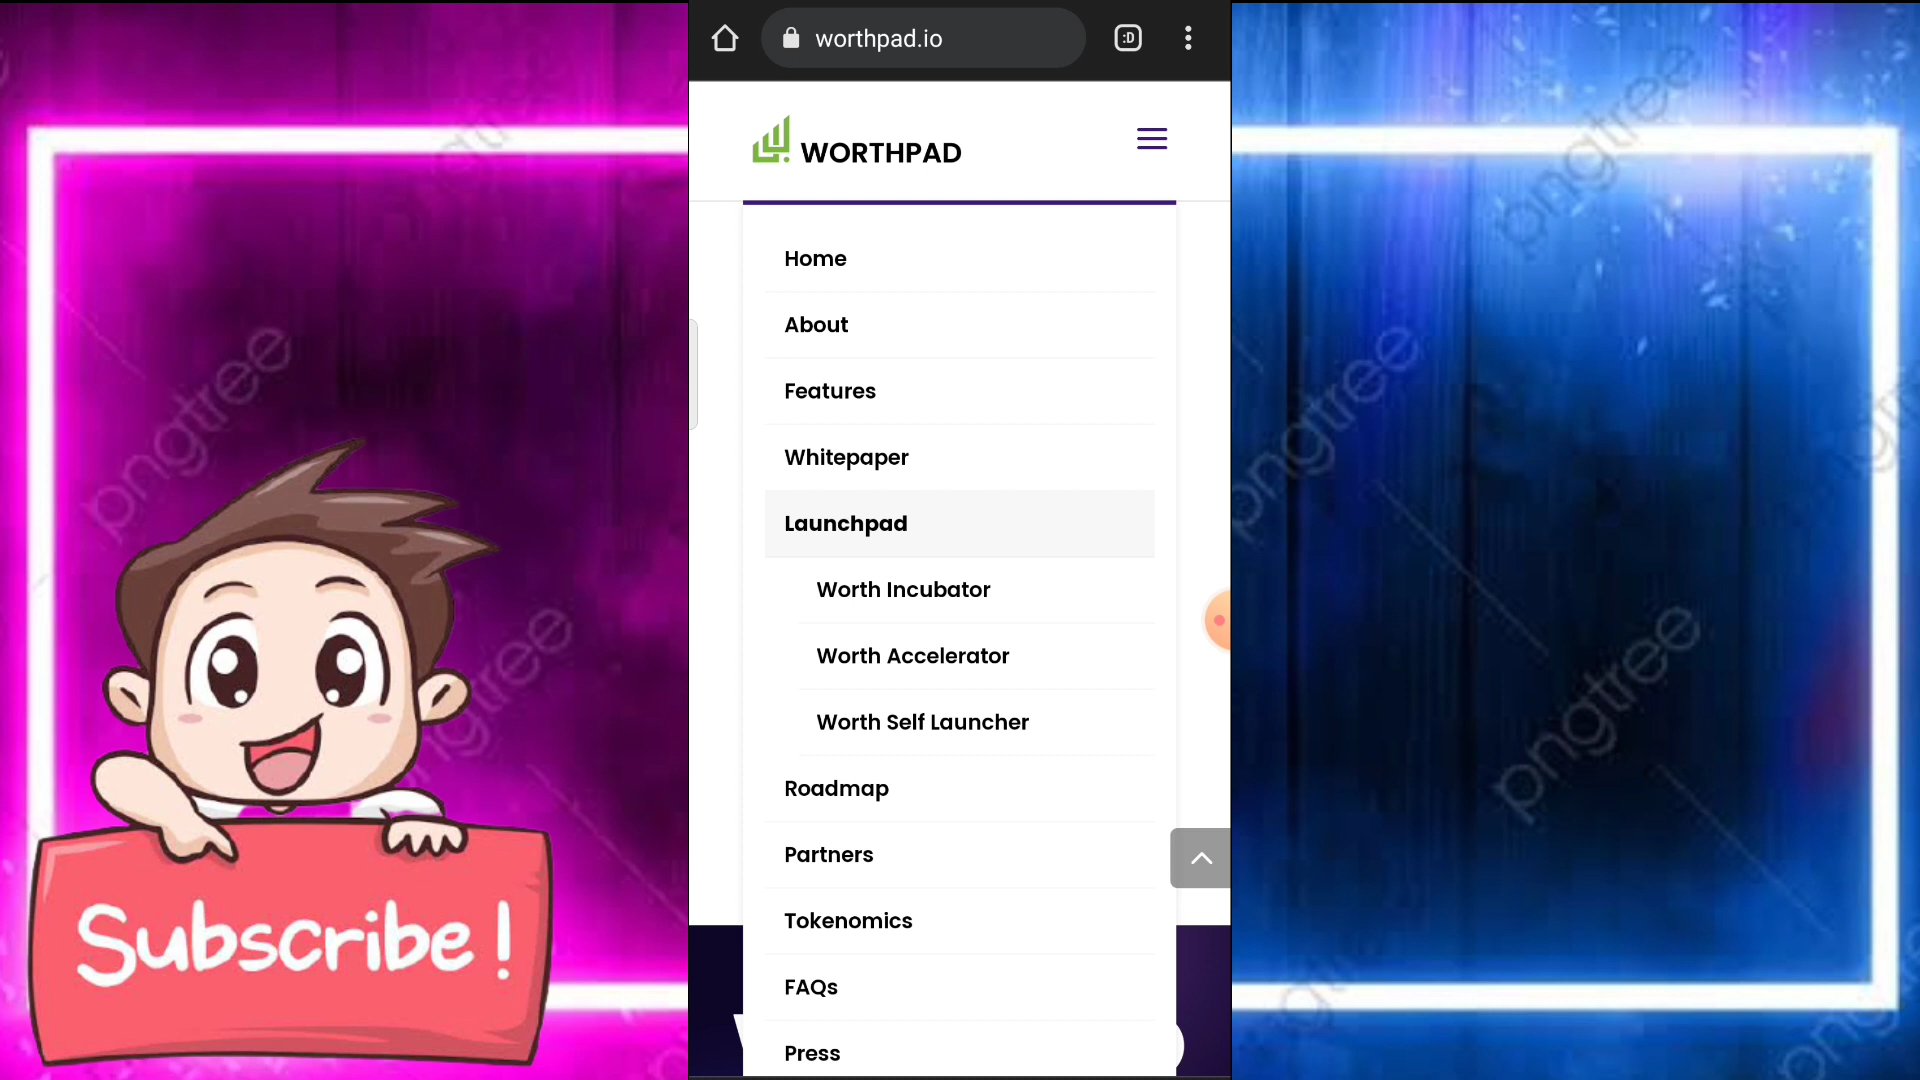 worthpad.io
:D
WORTHPAD
Home
About
Features
Whitepaper
Launchpad
Worth Incubator
Worth Accelerator
Worth Self Launcher
Roadmap
Partners
Tokenomics
FAQs
Press
Subscribe!
pngtree
pngtree
pngtree
pngtree
pngtree
pngtree